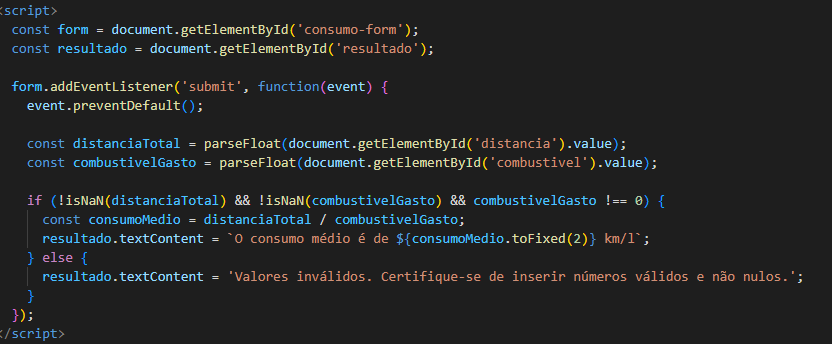 <script>
const form = document.getElementById('consumo-form');
const resultado = document.getElementById('resultado');
form.addEventListener('submit', function(event) {
event.preventDefault();
const distanciaTotal = parseFloat(document.getElementById('distancia').value);
const combustivelGasto = parseFloat(document.getElementById('combustivel').value);
if (!isNaN(distanciaTotal) && !isNaN(combustivelGasto) && combustivelGasto !== 0) {
const consumoMedio = distanciaTotal / combustivelGasto;
resultado.textContent = `O consumo médio é de ${consumoMedio.toFixed(2)} km/l`;
} else {
resultado.textContent = 'Valores inválidos. Certifique-se de inserir números válidos e não nulos.';
}
});
</script>